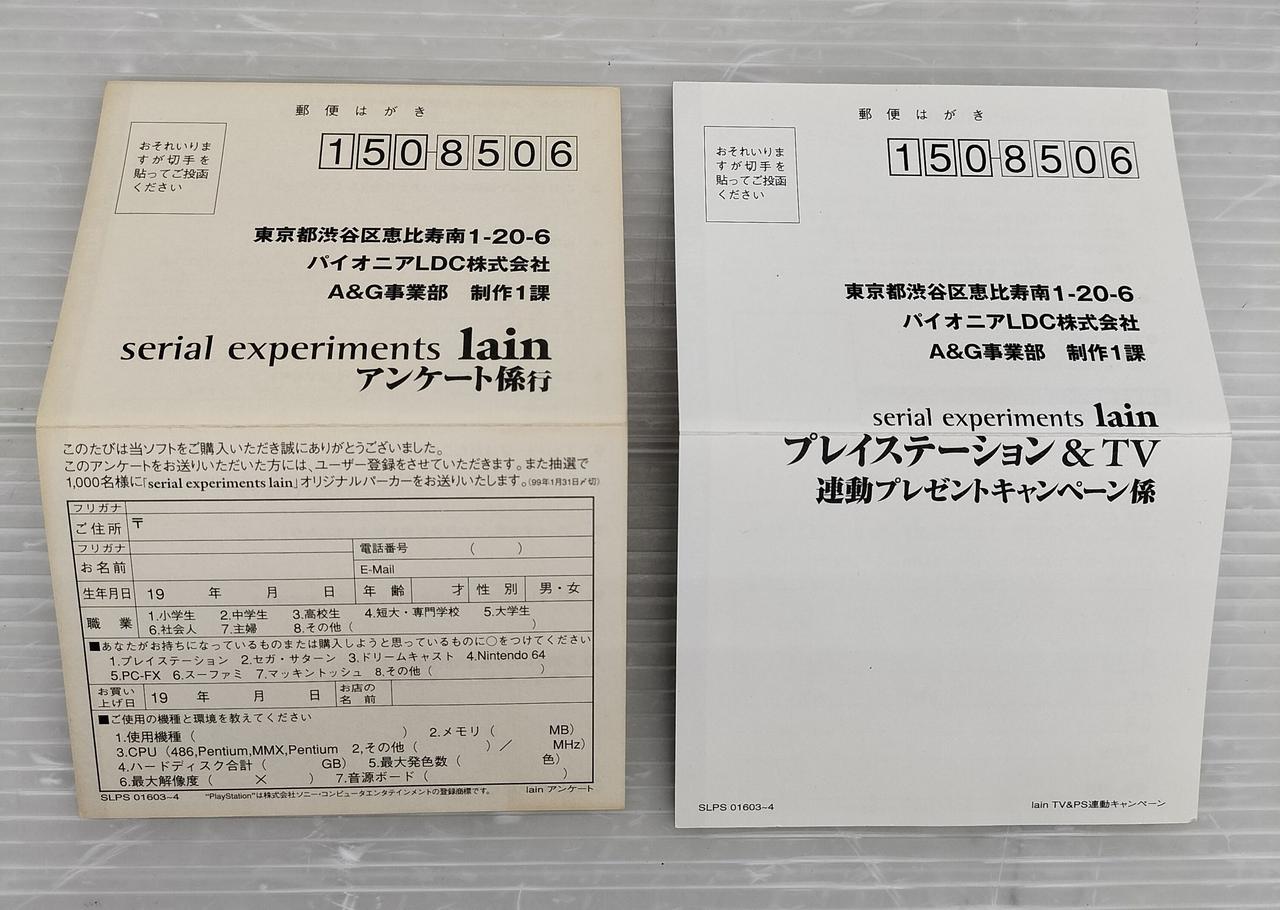 郵便はがき
おそれいりま
すが切手を
貼ってご投函
ください
150-8506
東京都渋谷区恵比寿南1-20-6
パイオニアLDC株式会社
A&G事業部 制作1課
serial experiments lain
アンケート係行
このたびは当ソフトをご購入いただき誠にありがとうございました。
このアンケートをお送りいただいた方には、ユーザー登録をさせていただきます。また抽選で
1,000名様に「serial experiments lain」オリジナルパーカーをお送りいたします。(99年1月31日〆切)
フリガナ
ご住所 〒
フリガナ
お名前
電話番号 ( )
E-Mail
生年月日 19 年 月 日 年 齢 才 性 別 男・女
職 業 1.小学生 2.中学生 3.高校生 4.短大・専門学校 5.大学生
6.社会人 7.主婦 8.その他( )
■あなたがお持ちになっているものまたは購入しようと思っているものに○をつけてください
1.プレイステーション 2.セガ・サターン 3.ドリームキャスト 4.Nintendo 64
5.PC-FX 6.スーファミ 7.マッキントッシュ 8.その他( )
お買い上げ日 19 年 月 日 お店の名前
■ご使用の機種と環境を教えてください
1.使用機種( ) 2.メモリ( MB)
3.CPU(486,Pentium,MMX,Pentium 2,その他( )/ MHz)
4.ハードディスク合計( GB) 5.最大発色数( 色)
6.最大解像度( × ) 7.音源ボード( )
SLPS 01603~4 "PlayStation"は株式会社ソニー・コンピュータエンタテインメントの登録商標です。 lain アンケート
郵便はがき
おそれいりま
すが切手を
貼ってご投函
ください
150-8506
東京都渋谷区恵比寿南1-20-6
パイオニアLDC株式会社
A&G事業部 制作1課
serial experiments lain
プレイステーション & TV
連動プレゼントキャンペーン係
SLPS 01603~4 lain TV&PS連動キャンペーン